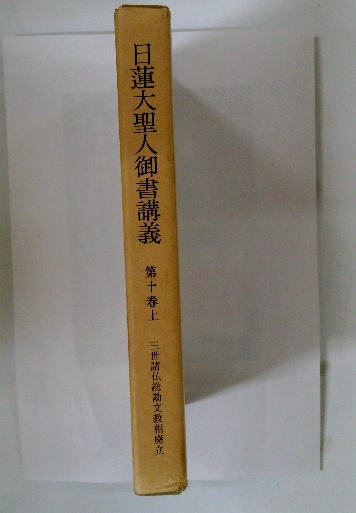 日蓮大聖人御書講義
第十巻上
三世諸仏総勘文教相廃立